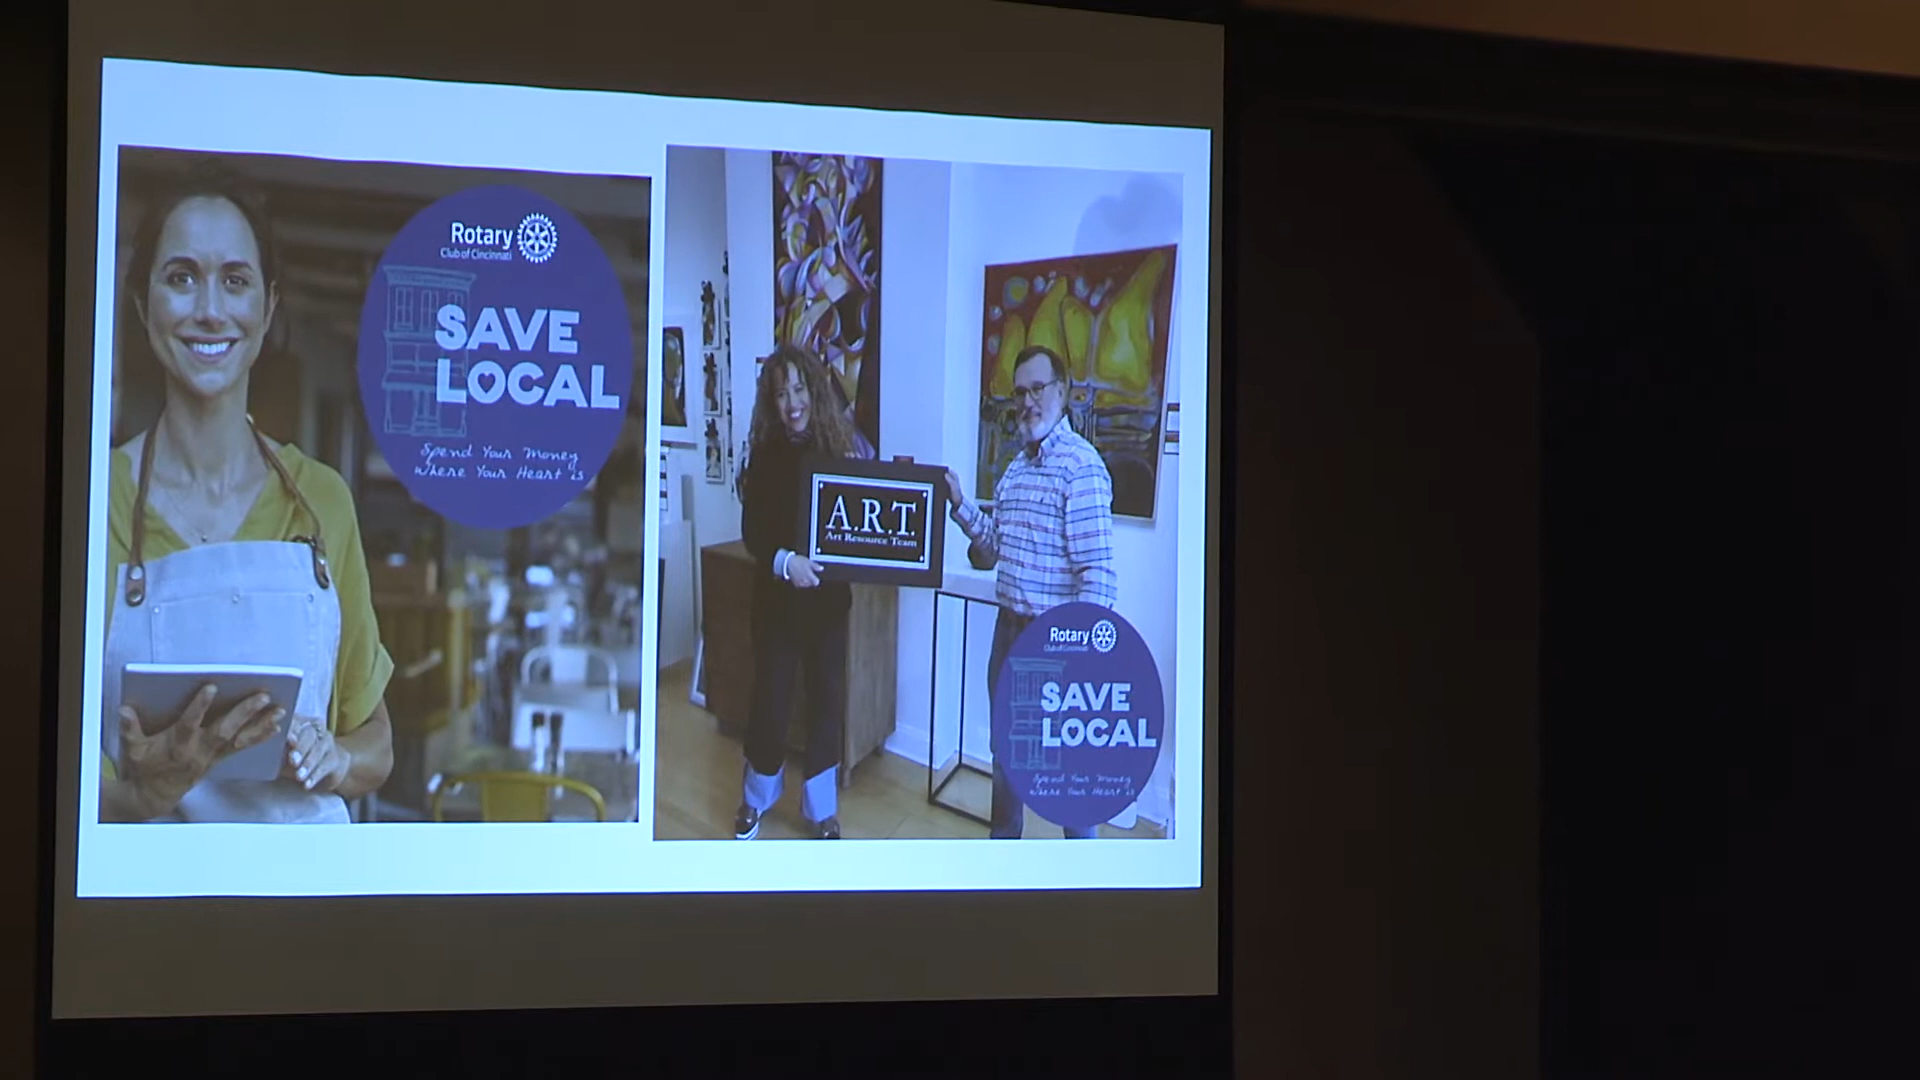 Rotary
Club of Cincinnati
SAVE
LOCAL
Spend Your Money
Where Your Heart is
A.R.T.
Art Resource Team
Rotary
Club of Cincinnati
SAVE
LOCAL
Spend Your Money
Where Your Heart is